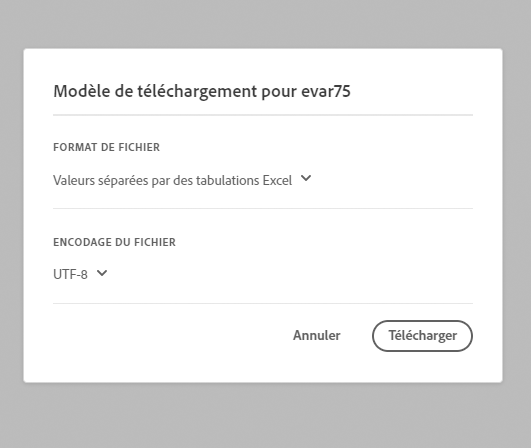 Modèle de téléchargement pour evar75
FORMAT DE FICHIER
Valeurs séparées par des tabulations Excel
ENCODAGE DU FICHIER
UTF-8
Annuler Télécharger